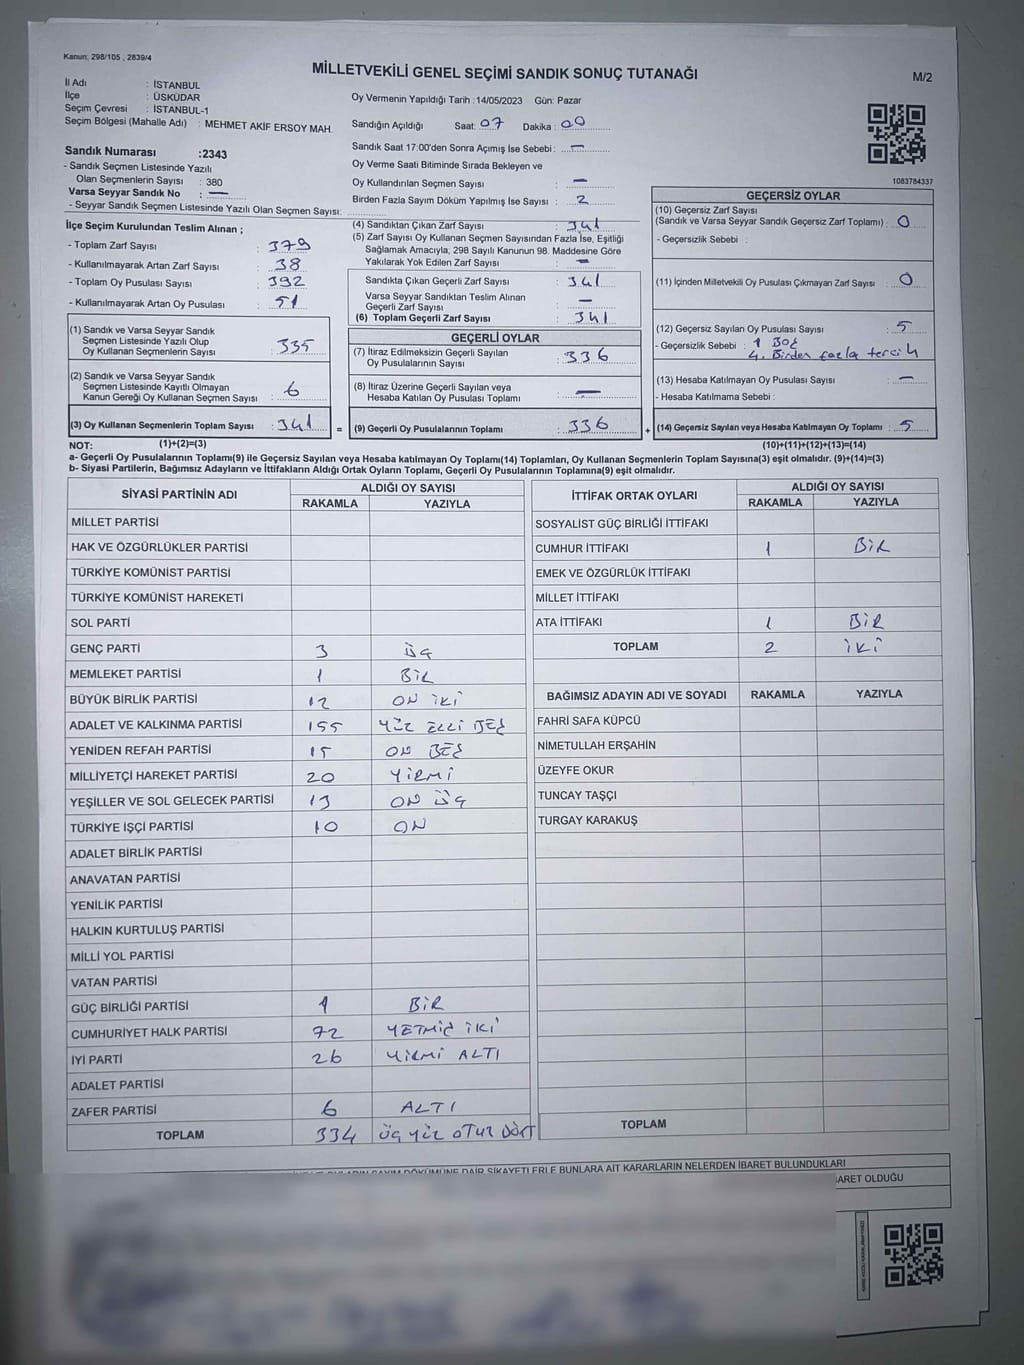 Kanun; 298/105 , 2839/4
MİLLETVEKİLİ GENEL SEÇİMİ SANDIK SONUÇ TUTANAĞI
M/2
İl Adı : İSTANBUL
İlçe : ÜSKÜDAR
Seçim Çevresi : İSTANBUL-1
Seçim Bölgesi (Mahalle Adı) : MEHMET AKİF ERSOY MAH.
Oy Vermenin Yapıldığı Tarih : 14/05/2023 Gün: Pazar
Sandığın Açıldığı Saat: 07 Dakika : 00
Sandık Saat 17:00'den Sonra Açımış İse Sebebi : —
Oy Verme Saati Bitiminde Sırada Bekleyen ve
Oy Kullandırılan Seçmen Sayısı : —
Birden Fazla Sayım Döküm Yapılmış İse Sayısı : 2
Sandık Numarası :2343
- Sandık Seçmen Listesinde Yazılı
Olan Seçmenlerin Sayısı : 380
Varsa Seyyar Sandık No : —
- Seyyar Sandık Seçmen Listesinde Yazılı Olan Seçmen Sayısı:
1083784337
İlçe Seçim Kurulundan Teslim Alınan ;
- Toplam Zarf Sayısı : 379
- Kullanılmayarak Artan Zarf Sayısı : 38
- Toplam Oy Pusulası Sayısı : 392
- Kullanılmayarak Artan Oy Pusulası : 51
(1) Sandık ve Varsa Seyyar Sandık
Seçmen Listesinde Yazılı Olup
Oy Kullanan Seçmenlerin Sayısı : 335
(2) Sandık ve Varsa Seyyar Sandık
Seçmen Listesinde Kayıtlı Olmayan
Kanun Gereği Oy Kullanan Seçmen Sayısı : 6
(3) Oy Kullanan Seçmenlerin Toplam Sayısı : 341
(4) Sandıktan Çıkan Zarf Sayısı : 341
(5) Zarf Sayısı Oy Kullanan Seçmen Sayısından Fazla İse, Eşitliği
Sağlamak Amacıyla, 298 Sayılı Kanunun 98. Maddesine Göre
Yakılarak Yok Edilen Zarf Sayısı : —
Sandıkta Çıkan Geçerli Zarf Sayısı : 341
Varsa Seyyar Sandıktan Teslim Alınan
Geçerli Zarf Sayısı : —
(6) Toplam Geçerli Zarf Sayısı : 341
GEÇERLİ OYLAR
(7) İtiraz Edilmeksizin Geçerli Sayılan
Oy Pusulalarının Sayısı : 336
(8) İtiraz Üzerine Geçerli Sayılan veya
Hesaba Katılan Oy Pusulası Toplamı : —
= (9) Geçerli Oy Pusulalarının Toplamı : 336
GEÇERSİZ OYLAR
(10) Geçersiz Zarf Sayısı
(Sandık ve Varsa Seyyar Sandık Geçersiz Zarf Toplamı) : 0
- Geçersizlik Sebebi :
(11) İçinden Milletvekili Oy Pusulası Çıkmayan Zarf Sayısı : 0
(12) Geçersiz Sayılan Oy Pusulası Sayısı : 5
- Geçersizlik Sebebi : 1 Boş
4. Birden fazla tercih
(13) Hesaba Katılmayan Oy Pusulası Sayısı : —
- Hesaba Katılmama Sebebi :
+ (14) Geçersiz Sayılan veya Hesaba Katılmayan Oy Toplamı : 5
NOT: (1)+(2)=(3)
(10)+(11)+(12)+(13)=(14)
a- Geçerli Oy Pusulalarının Toplamı(9) ile Geçersiz Sayılan veya Hesaba katılmayan Oy Toplamı(14) Toplamları, Oy Kullanan Seçmenlerin Toplam Sayısına(3) eşit olmalıdır. (9)+(14)=(3)
b- Siyasi Partilerin, Bağımsız Adayların ve İttifakların Aldığı Ortak Oyların Toplamı, Geçerli Oy Pusulalarının Toplamına(9) eşit olmalıdır.
SİYASİ PARTİNİN ADI ALDIĞI OY SAYISI
RAKAMLA YAZIYLA
MİLLET PARTİSİ
HAK VE ÖZGÜRLÜKLER PARTİSİ
TÜRKİYE KOMÜNİST PARTİSİ
TÜRKİYE KOMÜNİST HAREKETİ
SOL PARTİ
GENÇ PARTİ 3 ÜÇ
MEMLEKET PARTİSİ 1 BİR
BÜYÜK BİRLİK PARTİSİ 12 ON İKİ
ADALET VE KALKINMA PARTİSİ 155 YÜZ ELLİ BEŞ
YENİDEN REFAH PARTİSİ 15 ON BEŞ
MİLLİYETÇİ HAREKET PARTİSİ 20 YİRMİ
YEŞİLLER VE SOL GELECEK PARTİSİ 13 ON ÜÇ
TÜRKİYE İŞÇİ PARTİSİ 10 ON
ADALET BİRLİK PARTİSİ
ANAVATAN PARTİSİ
YENİLİK PARTİSİ
HALKIN KURTULUŞ PARTİSİ
MİLLİ YOL PARTİSİ
VATAN PARTİSİ
GÜÇ BİRLİĞİ PARTİSİ 1 BİR
CUMHURİYET HALK PARTİSİ 72 YETMİŞ İKİ
İYİ PARTİ 26 YİRMİ ALTI
ADALET PARTİSİ
ZAFER PARTİSİ 6 ALTI
TOPLAM 334 ÜÇ YÜZ OTUZ DÖRT
İTTİFAK ORTAK OYLARI ALDIĞI OY SAYISI
RAKAMLA YAZIYLA
SOSYALİST GÜÇ BİRLİĞİ İTTİFAKI
CUMHUR İTTİFAKI 1 BİR
EMEK VE ÖZGÜRLÜK İTTİFAKI
MİLLET İTTİFAKI
ATA İTTİFAKI 1 BİR
TOPLAM 2 İKİ
BAĞIMSIZ ADAYIN ADI VE SOYADI RAKAMLA YAZIYLA
FAHRİ SAFA KÜPCÜ
NİMETULLAH ERŞAHİN
ÜZEYFE OKUR
TUNCAY TAŞÇI
TURGAY KARAKUŞ
TOPLAM
SAYIM DÖKÜMÜNE DAİR ŞİKAYETLERLE BUNLARA AİT KARARLARIN NELERDEN İBARET BULUNDUKLARI
OLDUĞU